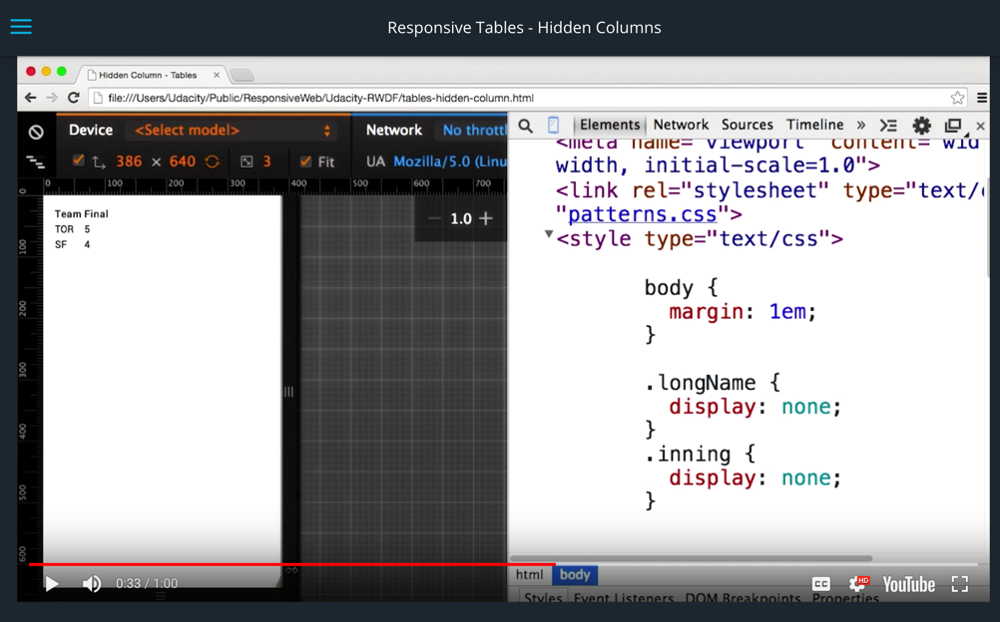 Responsive Tables - Hidden Columns
Hidden Column - Tables
file:///Users/Udacity/Public/ResponsiveWeb/Udacity-RWDF/tables-hidden-column.html
Device <Select model> Network No thrott
386 × 640 3 Fit UA Mozilla/5.0 (Linu
0 100 200 300 400 500 600 700
0
100
200
300
400
500
600
Team Final
TOR 5
SF 4
1.0
Elements Network Sources Timeline »
<meta name="viewport" content="wid
width, initial-scale=1.0">
<link rel="stylesheet" type="text/
"patterns.css">
<style type="text/css">
body {
margin: 1em;
}
.longName {
display: none;
}
.inning {
display: none;
}
html body
Styles Event Listeners DOM Breakpoints Properties
0:33 / 1:00
CC HD YouTube